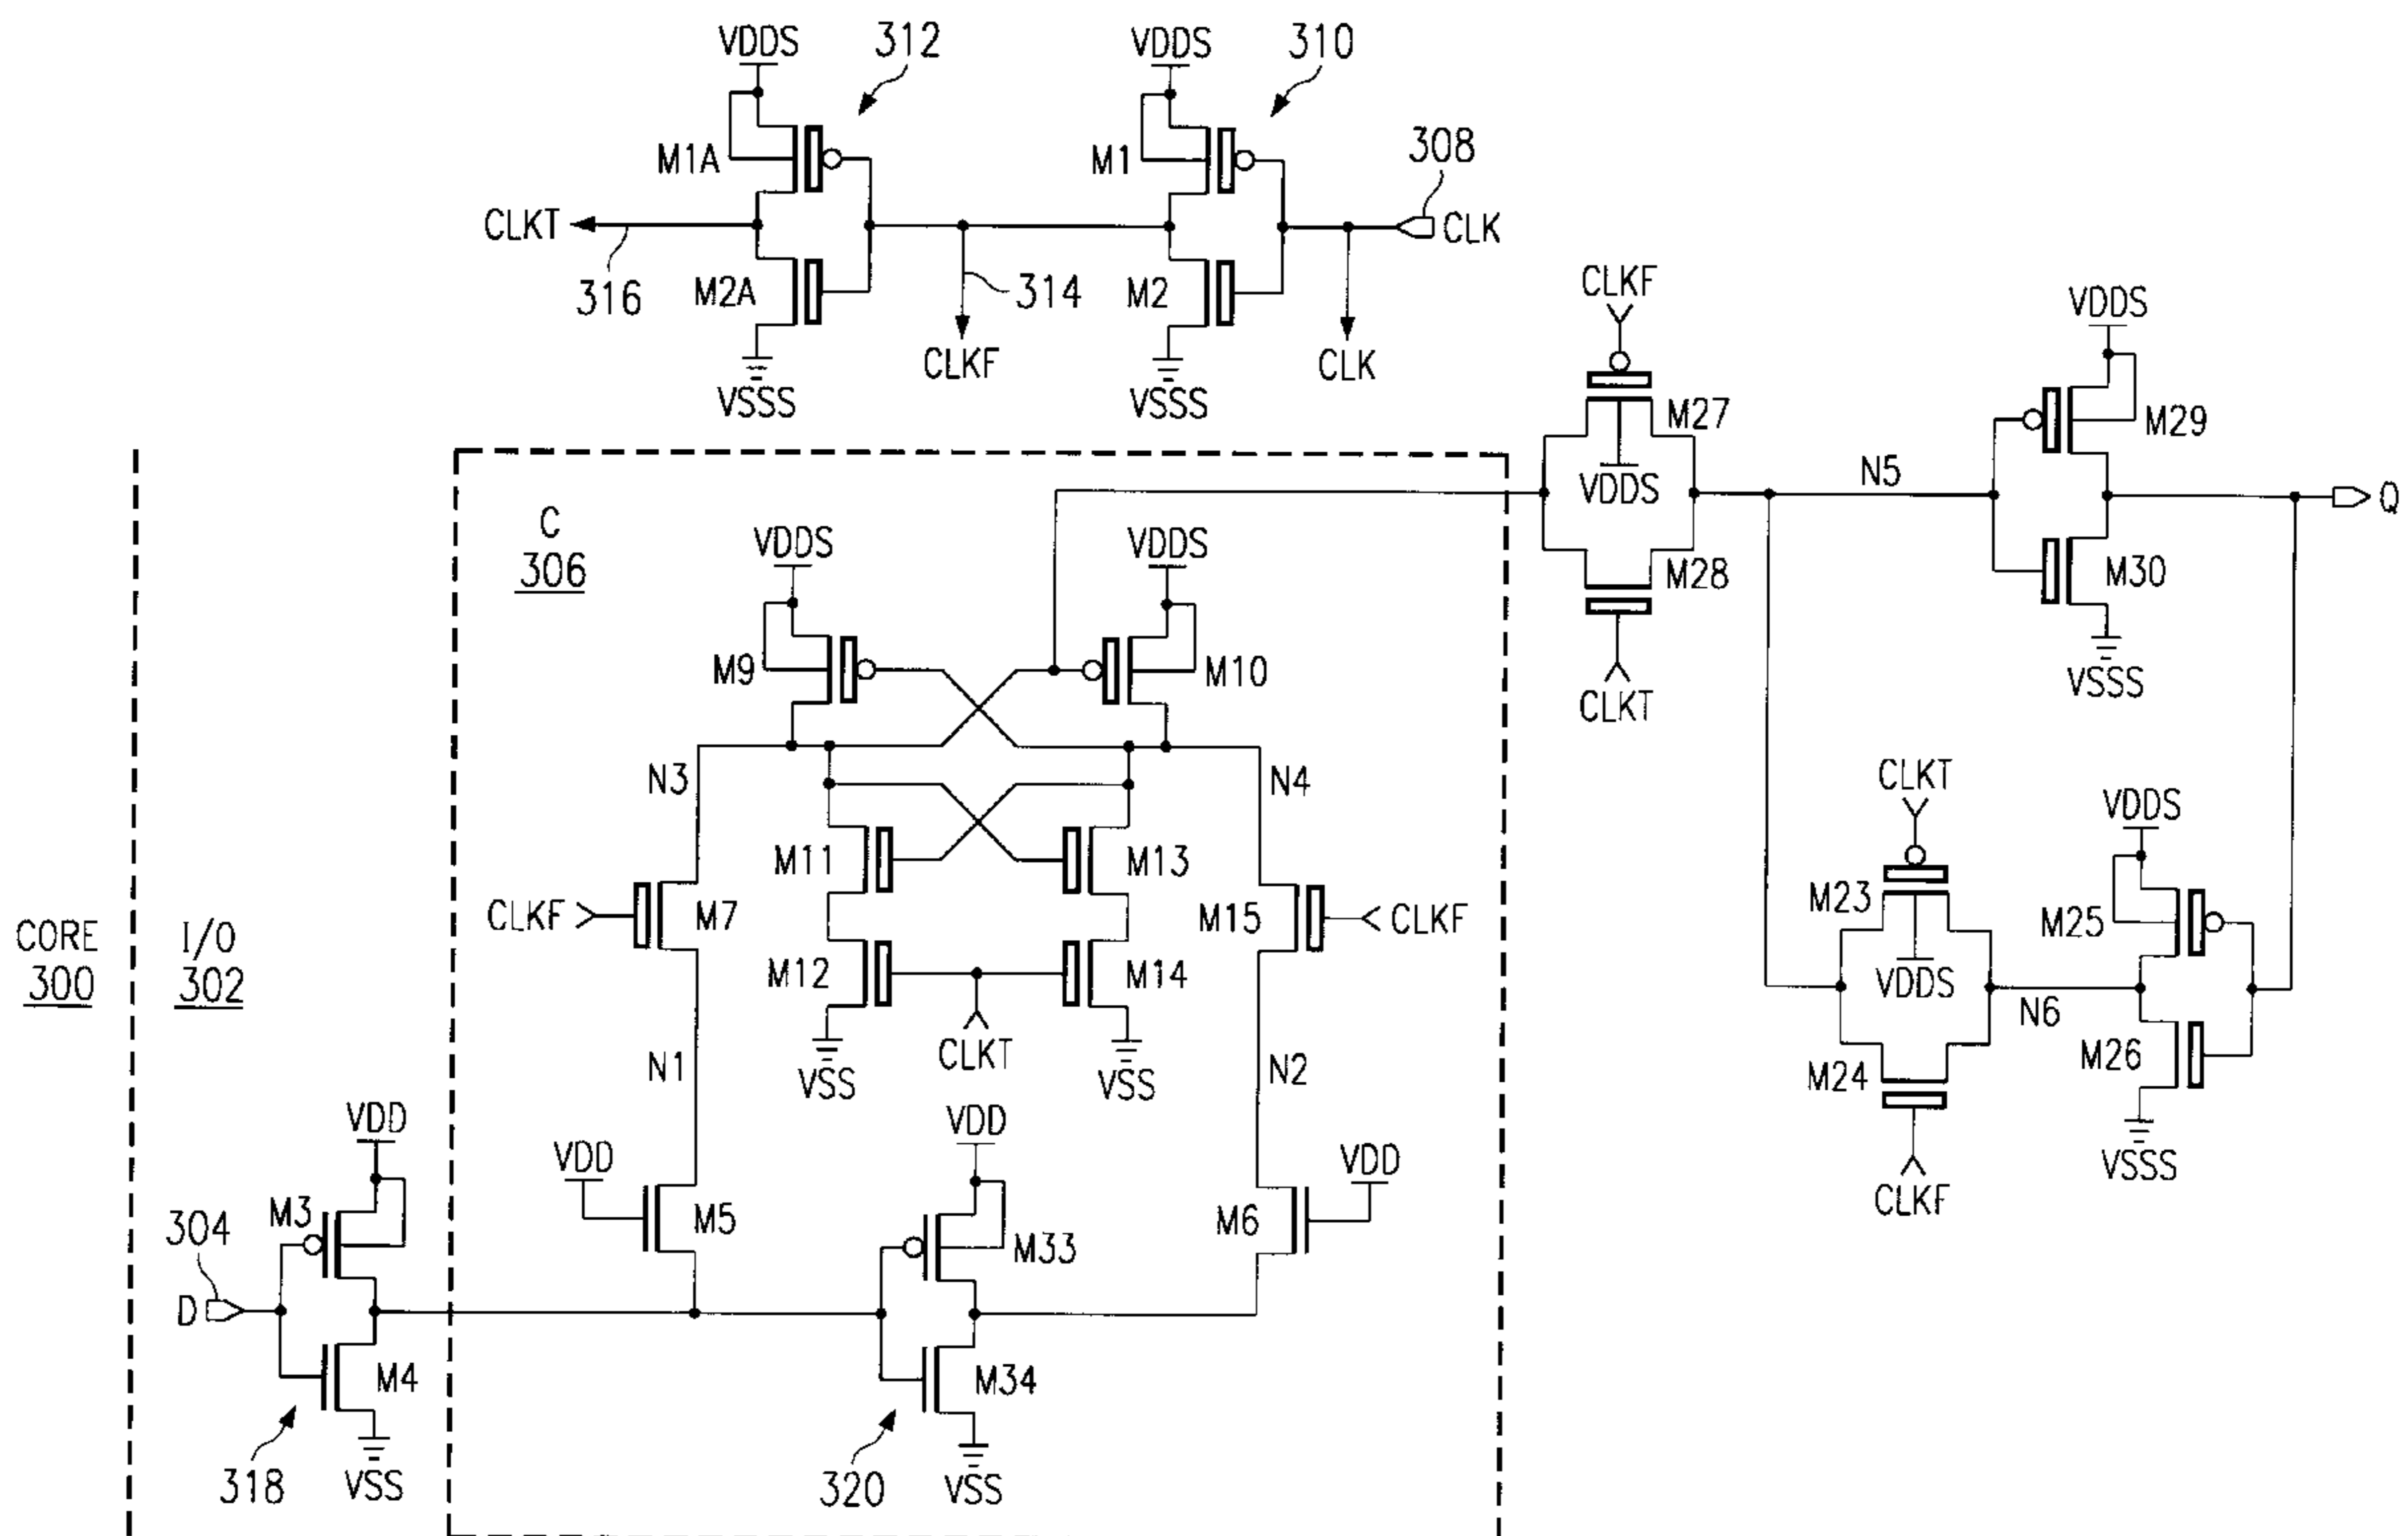 VDDS
312
VDDS
310
M1A
M1
308
CLKT
CLK
316
M2A
314
M2
CLKF
CLK
VSSS
VSSS
CLKF
M27
VDDS
M28
CLKT
N5
VDDS
M29
Q
M30
VSSS
C
306
VDDS
VDDS
M9
M10
N3
N4
M11
M13
CLKF
M7
M15
CLKF
M12
M14
CLKT
VSS
VSS
N1
N2
CORE
300
I/O
302
CLKT
M23
VDDS
M24
CLKF
N6
VDDS
M25
M26
VSSS
VDD
VDD
VDD
VDD
304
M3
D
M4
318
VSS
M5
M33
M6
M34
320
VSS